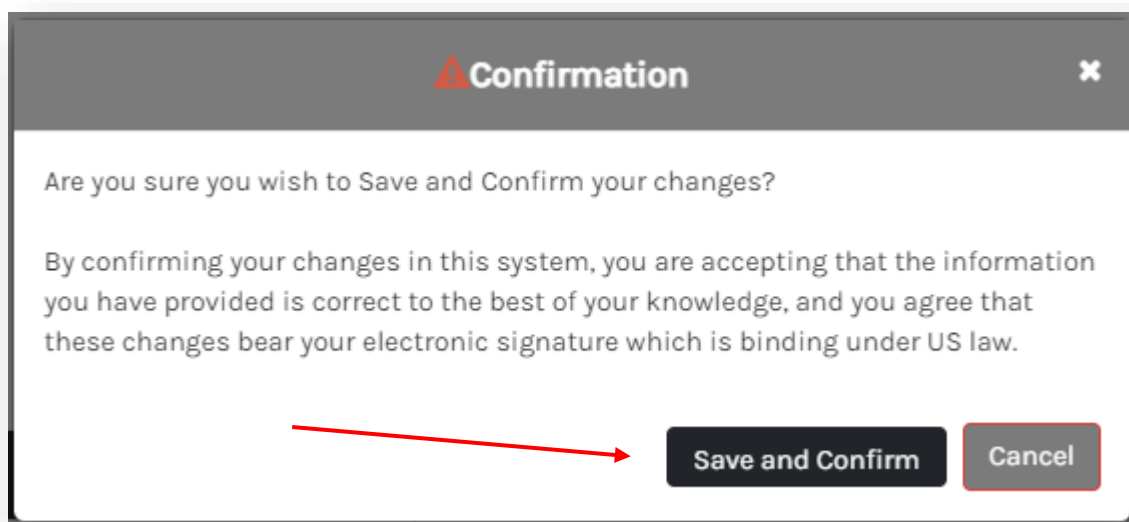 Confirmation
Are you sure you wish to Save and Confirm your changes?
By confirming your changes in this system, you are accepting that the information
you have provided is correct to the best of your knowledge, and you agree that
these changes bear your electronic signature which is binding under US law.
Save and Confirm
Cancel